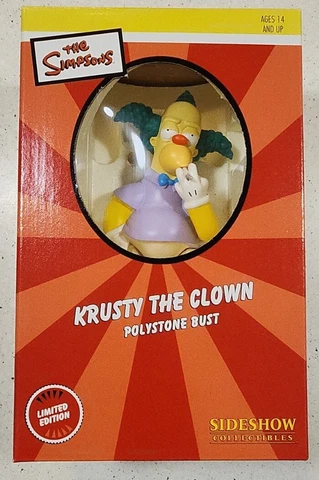 AGES 14
AND UP
THE
SIMPSONS
KRUSTY THE CLOWN
POLYSTONE BUST
LIMITED
EDITION
SIDESHOW
COLLECTIBLES